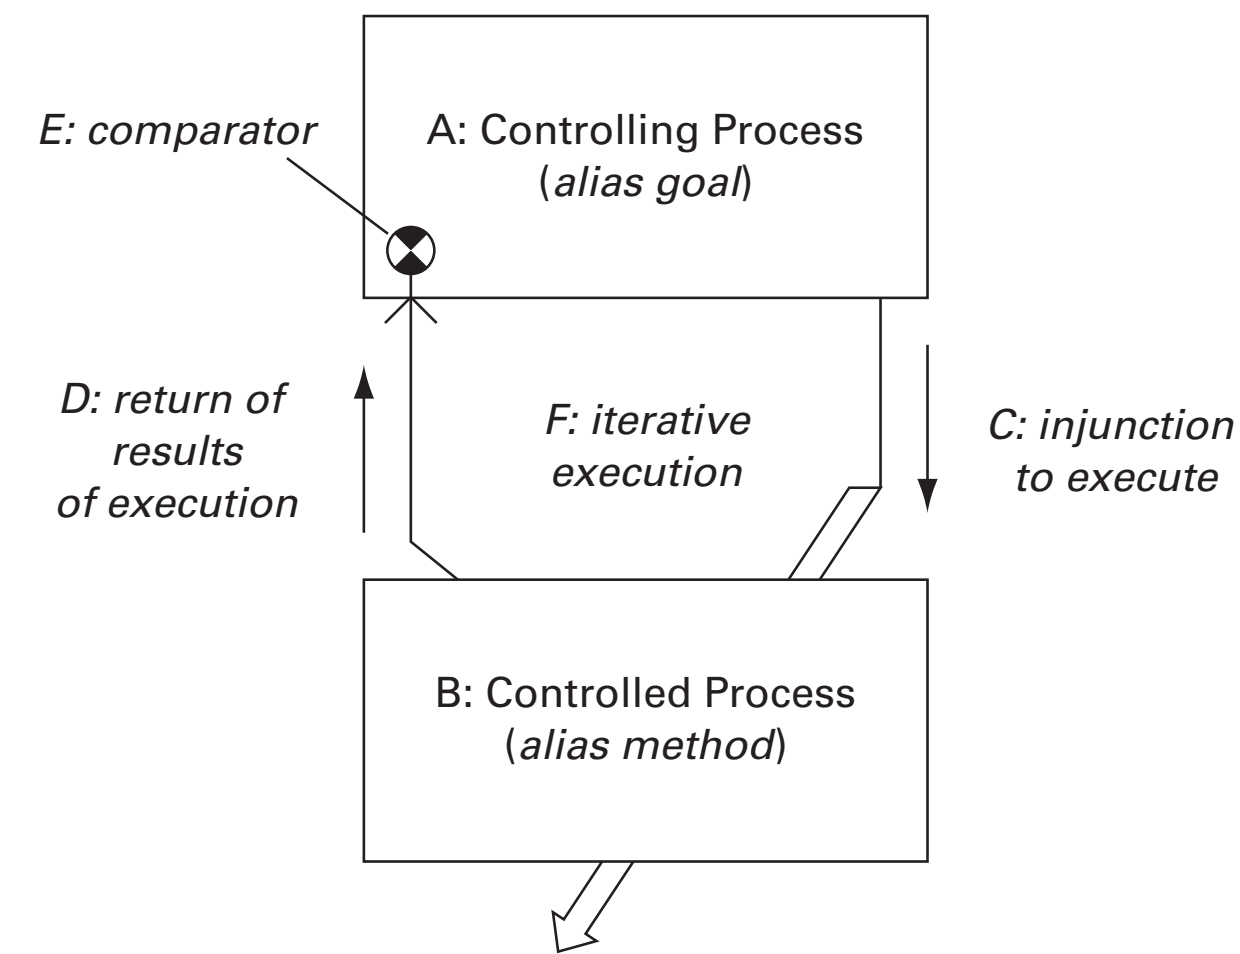 E: comparator
A: Controlling Process
(alias goal)
D: return of
results
of execution
F: iterative
execution
C: injunction
to execute
B: Controlled Process
(alias method)